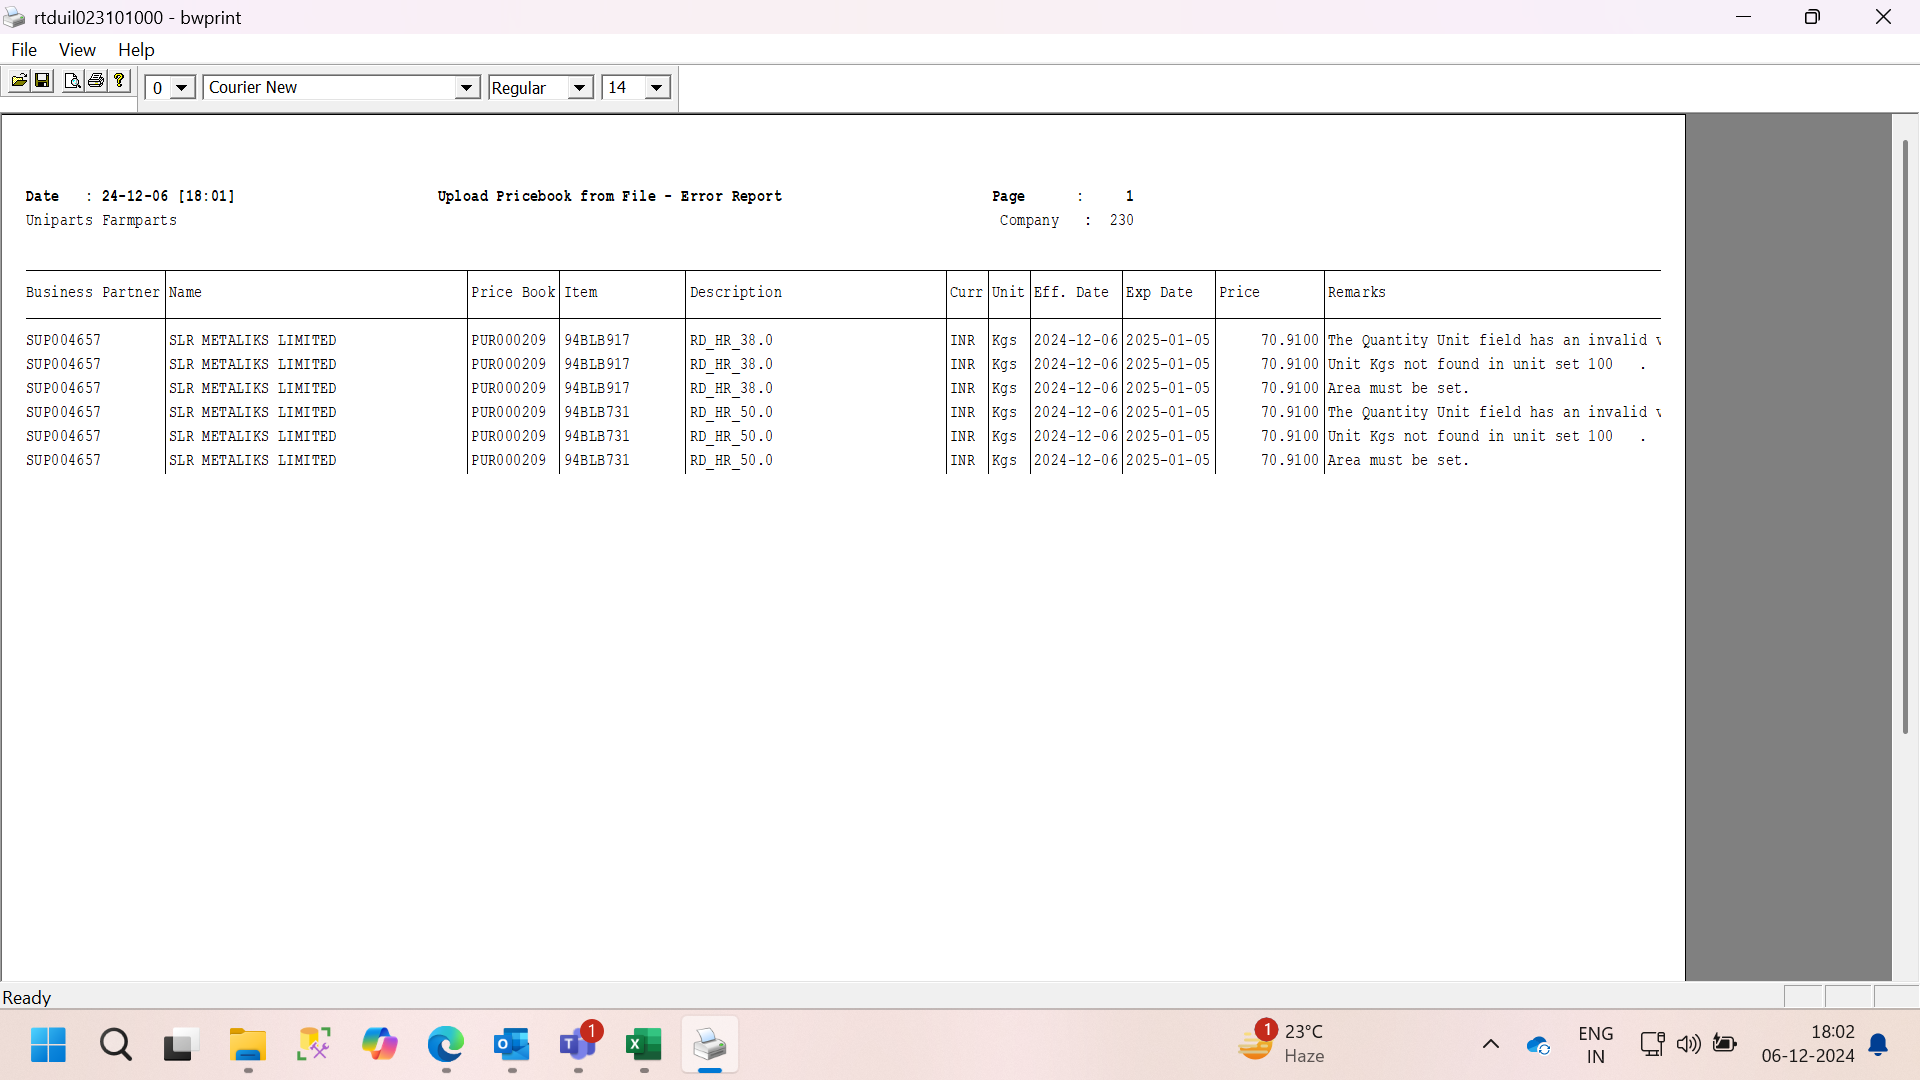 rtduil023101000 - bwprint
File View Help
0 Courier New Regular 14
Date : 24-12-06 [18:01] Upload Pricebook from File - Error Report Page : 1
Uniparts Farmparts Company : 230
Business Partner Name Price Book Item Description Curr Unit Eff. Date Exp Date Price Remarks
SUP004657 SLR METALIKS LIMITED PUR000209 94BLB917 RD_HR_38.0 INR Kgs 2024-12-06 2025-01-05 70.9100 The Quantity Unit field has an invalid v
SUP004657 SLR METALIKS LIMITED PUR000209 94BLB917 RD_HR_38.0 INR Kgs 2024-12-06 2025-01-05 70.9100 Unit Kgs not found in unit set 100 .
SUP004657 SLR METALIKS LIMITED PUR000209 94BLB917 RD_HR_38.0 INR Kgs 2024-12-06 2025-01-05 70.9100 Area must be set.
SUP004657 SLR METALIKS LIMITED PUR000209 94BLB731 RD_HR_50.0 INR Kgs 2024-12-06 2025-01-05 70.9100 The Quantity Unit field has an invalid v
SUP004657 SLR METALIKS LIMITED PUR000209 94BLB731 RD_HR_50.0 INR Kgs 2024-12-06 2025-01-05 70.9100 Unit Kgs not found in unit set 100 .
SUP004657 SLR METALIKS LIMITED PUR000209 94BLB731 RD_HR_50.0 INR Kgs 2024-12-06 2025-01-05 70.9100 Area must be set.
Ready
1 1 23°C ENG 18:02
Haze IN 06-12-2024